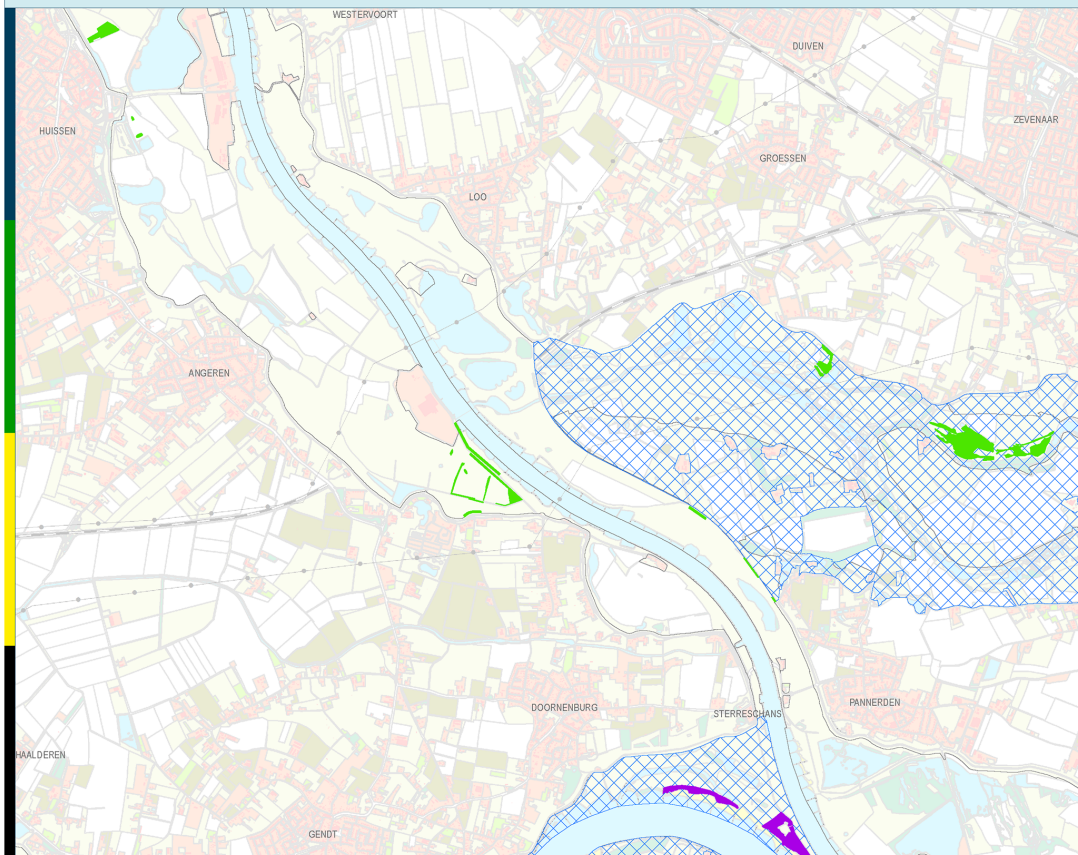 WESTERVOORT
DUIVEN
ZEVENAAR
HUISSEN
GROESSEN
LOO
ANGEREN
DOORNENBURG
PANNERDEN
STERRESCHANS
HAALDEREN
GENDT